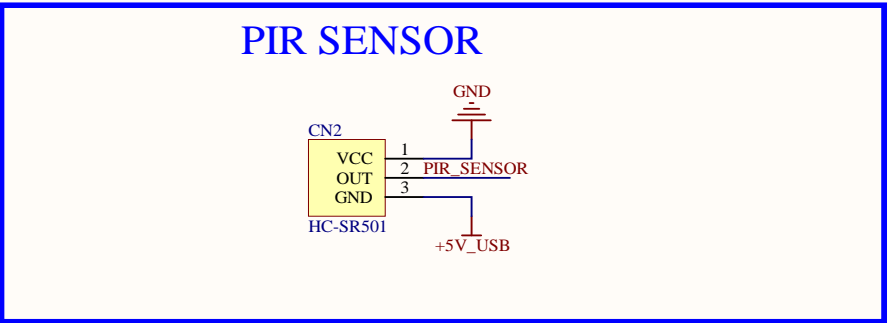 PIR SENSOR
GND
CN2
VCC 1
OUT 2 PIR_SENSOR
GND 3
HC-SR501
+5V_USB